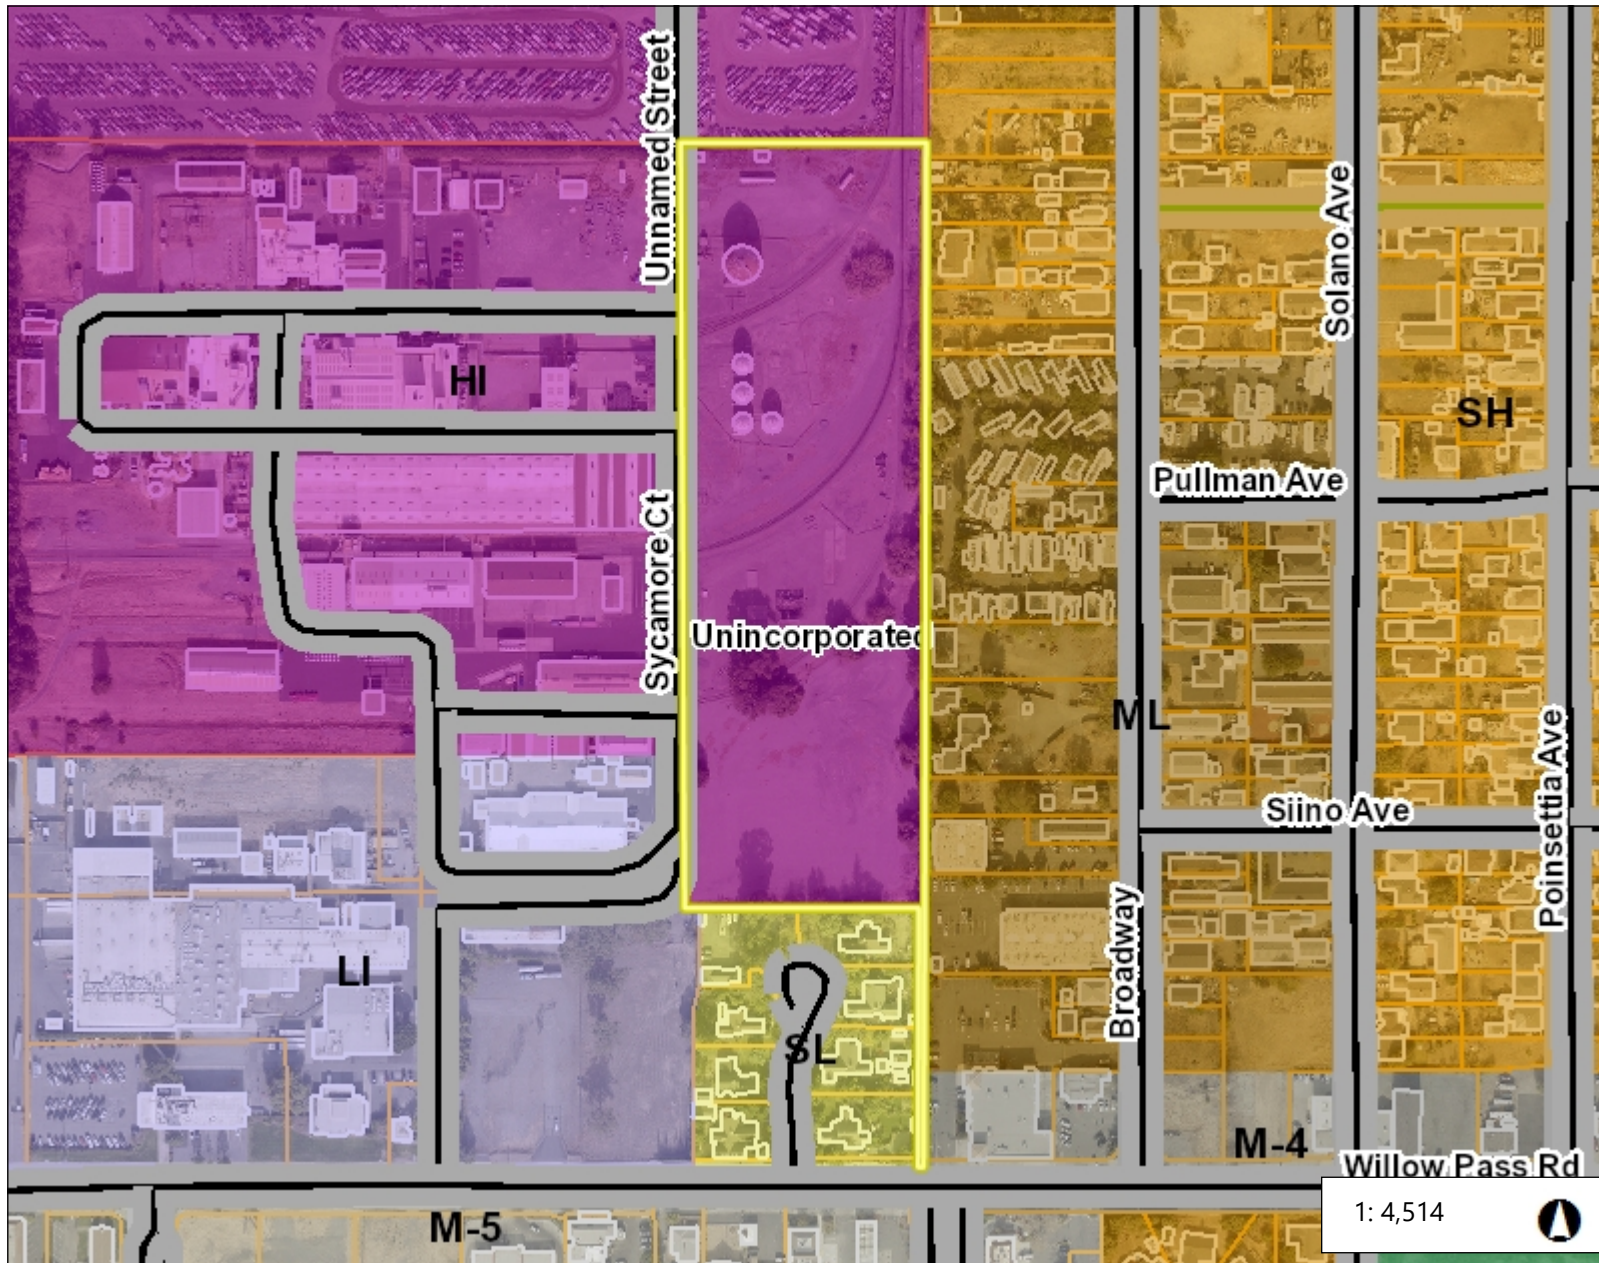 Unnamed Street
Solano Ave
HI
SH
Pullman Ave
Sycamore Ct
Unincorporated
ML
Siino Ave
Poinsettia Ave
Broadway
LI
SL
M-4
Willow Pass Rd
M-5
1: 4,514